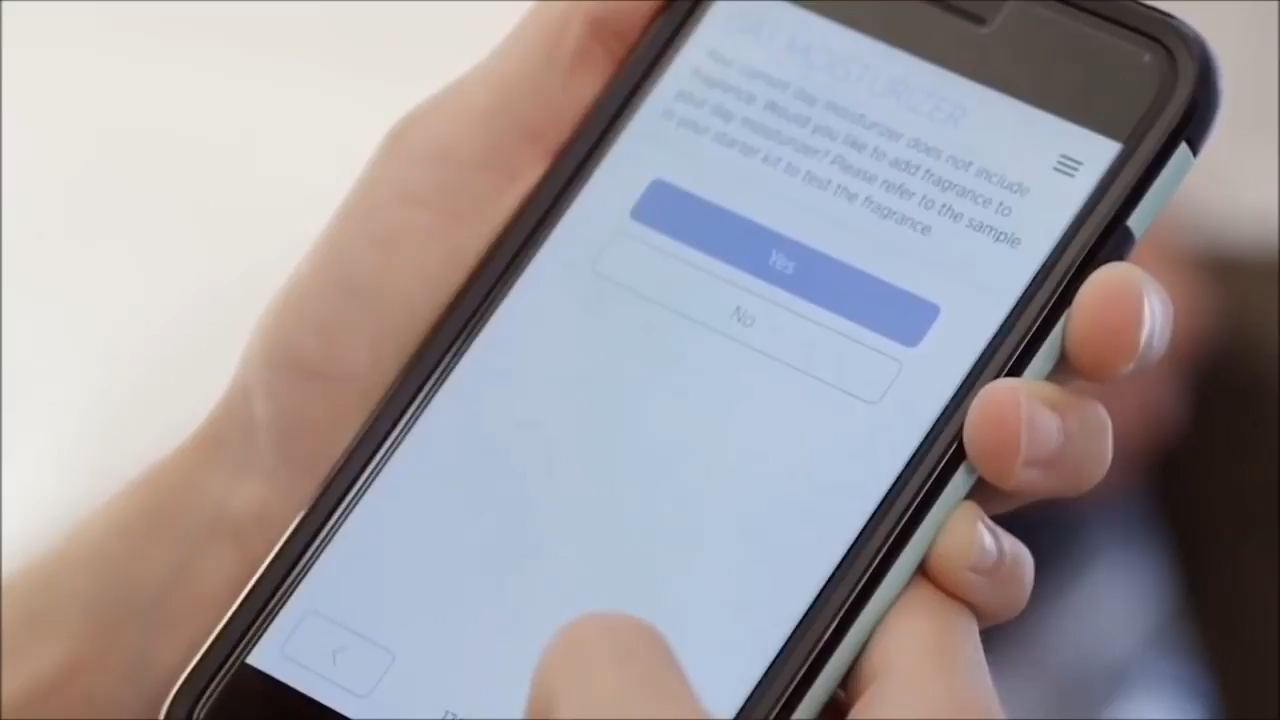 MOISTURIZER
Your current day moisturizer does not include
fragrance. Would you like to add fragrance to
your day moisturizer? Please refer to the sample
in your starter kit to test the fragrance.
Yes
No